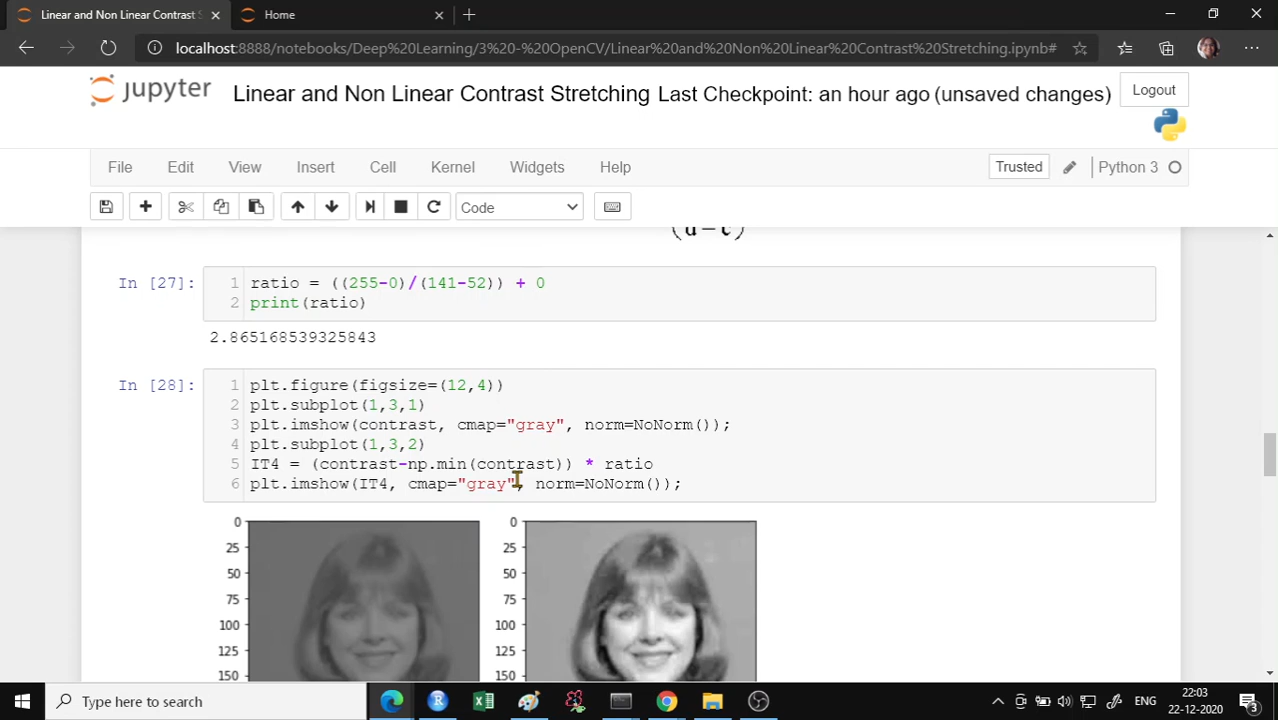 Linear and Non Linear Contrast S
Home
localhost:8888/notebooks/Deep%20Learning/3%20-%20OpenCV/Linear%20and%20Non%20Linear%20Contrast%20Stretching.ipynb#
jupyter
Linear and Non Linear Contrast Stretching Last Checkpoint: an hour ago (unsaved changes)
Logout
File Edit View Insert Cell Kernel Widgets Help
Trusted
Python 3
Code
(d − c)
In [27]:
1 ratio = ((255-0)/(141-52)) + 0
2 print(ratio)
2.865168539325843
In [28]:
1 plt.figure(figsize=(12,4))
2 plt.subplot(1,3,1)
3 plt.imshow(contrast, cmap="gray", norm=NoNorm());
4 plt.subplot(1,3,2)
5 IT4 = (contrast-np.min(contrast)) * ratio
6 plt.imshow(IT4, cmap="gray", norm=NoNorm());
0
25
50
75
100
125
150
0
25
50
75
100
125
150
Type here to search
ENG
22:03
22-12-2020
3